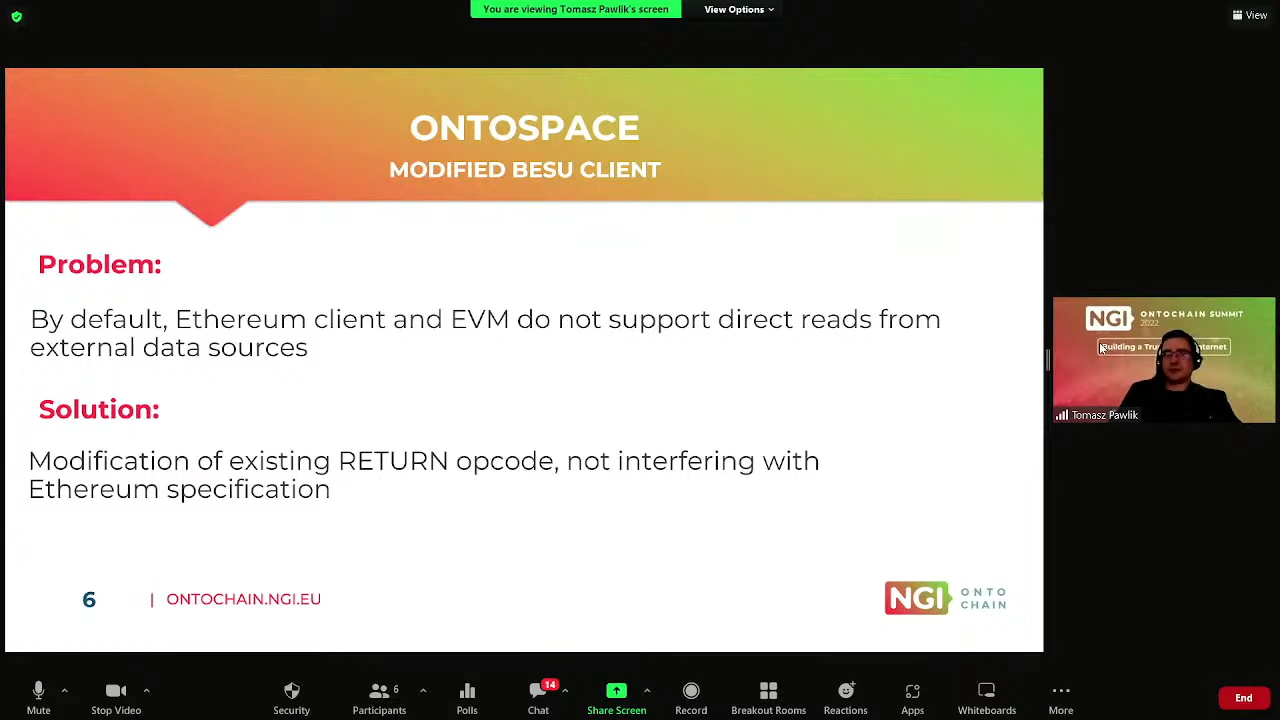 You are viewing Tomasz Pawlik's screen
View Options
View
ONTOSPACE
MODIFIED BESU CLIENT
Problem:
By default, Ethereum client and EVM do not support direct reads from
external data sources
Solution:
Modification of existing RETURN opcode, not interfering with
Ethereum specification
6 | ONTOCHAIN.NGI.EU
NGI ONTO
CHAIN
NGI ONTOCHAIN SUMMIT
2022
Building a Tru
Tomasz Pawlik
Mute
Stop Video
Security
6
Participants
Polls
14
Chat
Share Screen
Record
Breakout Rooms
Reactions
Apps
Whiteboards
More
End